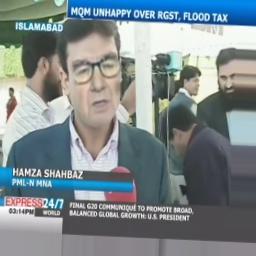 MQM UNHAPPY OVER RGST, FLOOD TAX
ISLAMABAD
HAMZA SHAHBAZ
PML-N MNA
EXPRESS 24/7
03:14PM WORLD
FINAL G20 COMMUNIQUÉ TO PROMOTE BROAD,
BALANCED GLOBAL GROWTH: U.S. PRESIDENT